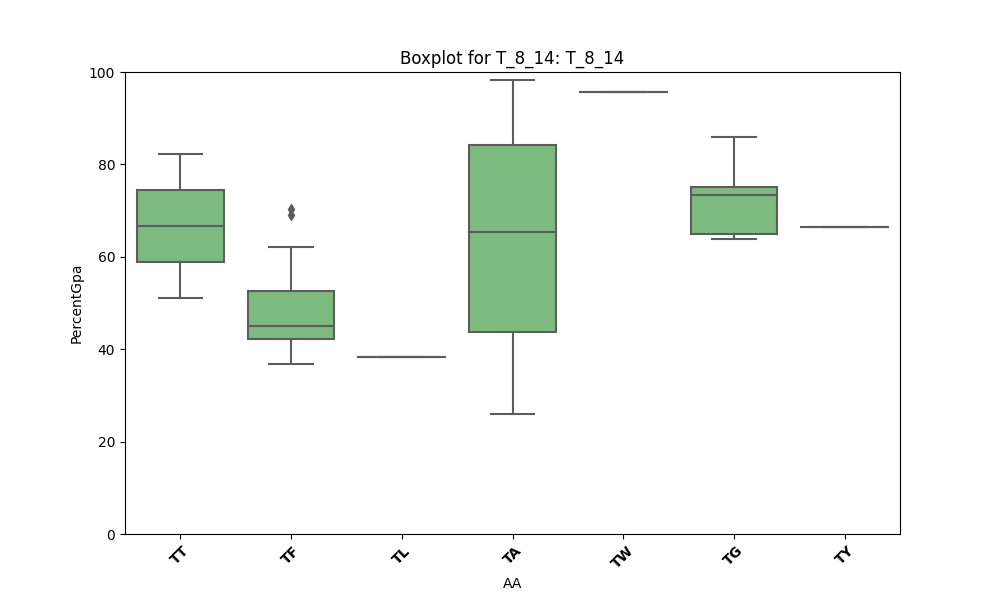 Boxplot for T_8_14: T_8_14
100
80
60
40
20
0
PercentGpa
TT
TF
TL
TA
TW
TG
TY
AA